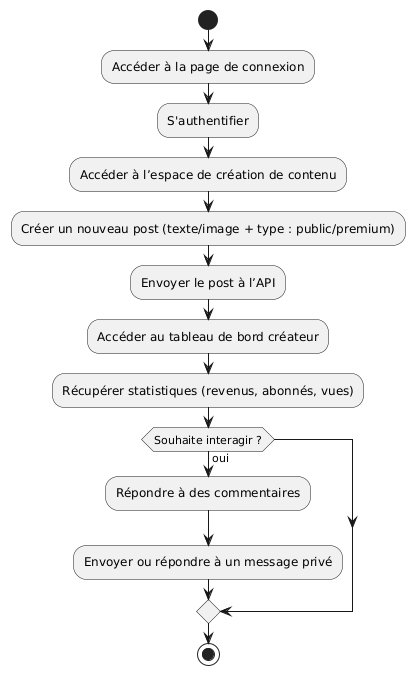 Accéder à la page de connexion
S'authentifier
Accéder à l’espace de création de contenu
Créer un nouveau post (texte/image + type : public/premium)
Envoyer le post à l’API
Accéder au tableau de bord créateur
Récupérer statistiques (revenus, abonnés, vues)
Souhaite interagir ?
oui
Répondre à des commentaires
Envoyer ou répondre à un message privé